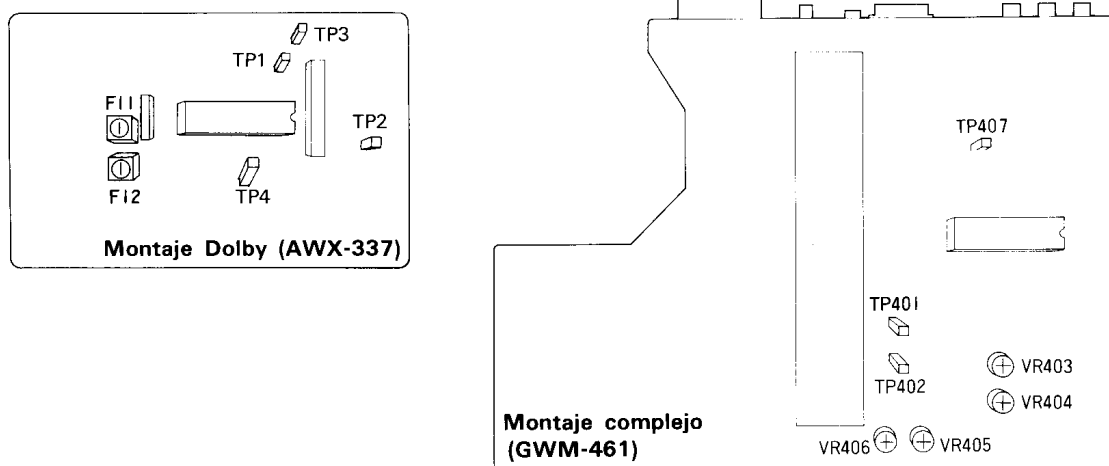 TP3
TP1
Fi1
TP2
Fi2
TP4
Montaje Dolby (AWX-337)
TP407
TP401
VR403
TP402
VR404
Montaje complejo
(GWM-461)
VR406
VR405